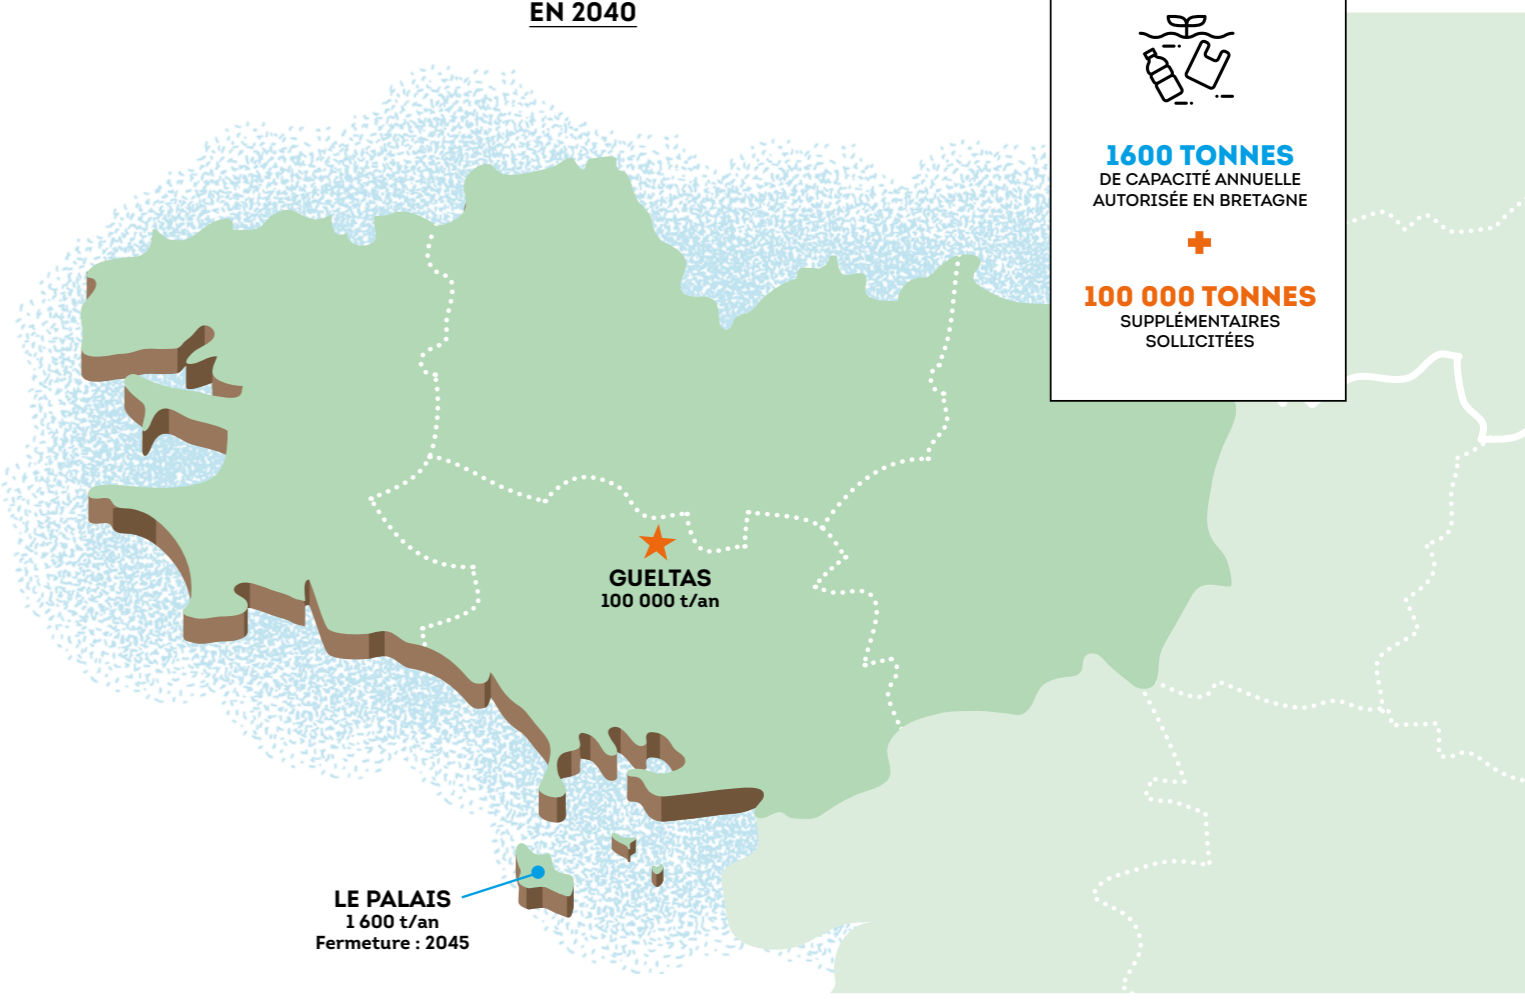 EN 2040
1600 TONNES
DE CAPACITÉ ANNUELLE
AUTORISÉE EN BRETAGNE
+
100 000 TONNES
SUPPLÉMENTAIRES
SOLLICITÉES
GUELTAS
100 000 t/an
LE PALAIS
1 600 t/an
Fermeture : 2045